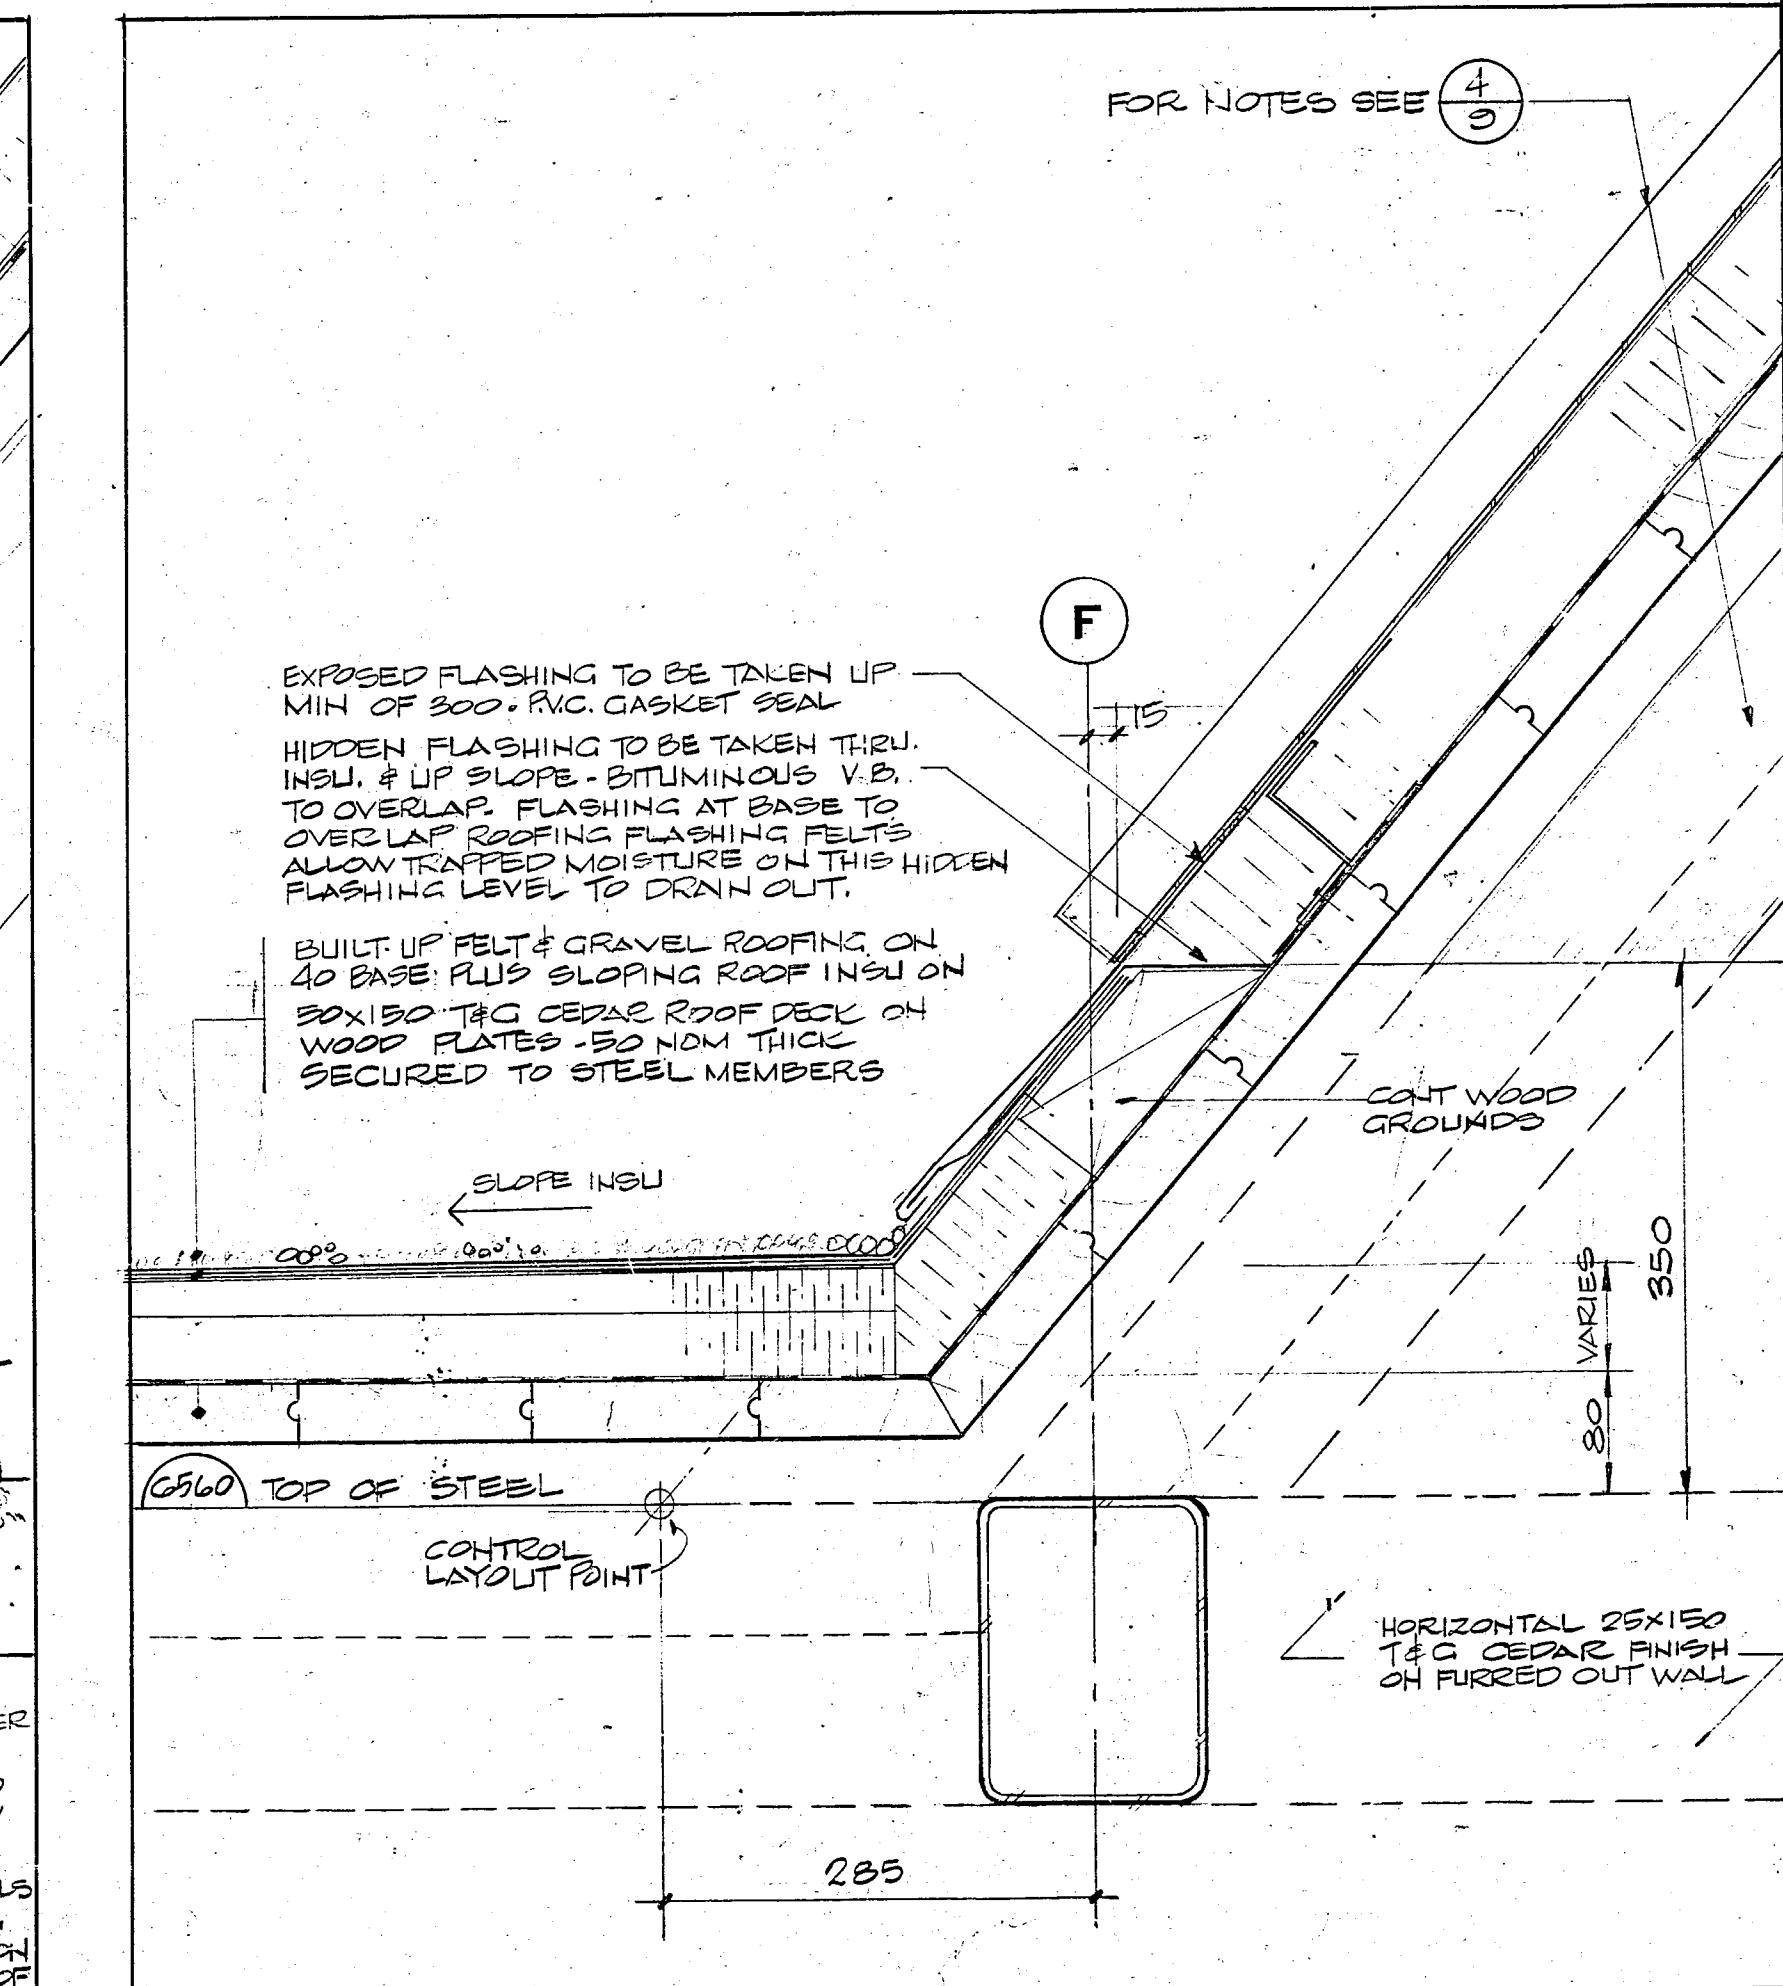 FOR NOTES SEE 4
9
F
EXPOSED FLASHING TO BE TAKEN UP
MIN OF 300. P.V.C. GASKET SEAL
15
HIDDEN FLASHING TO BE TAKEN THRU.
INSU. & UP SLOPE - BITUMINOUS V.B.
TO OVERLAP. FLASHING AT BASE TO
OVERLAP ROOFING FLASHING FELTS
ALLOW TRAPPED MOISTURE ON THIS HIDDEN
FLASHING LEVEL TO DRAIN OUT.
BUILT-UP FELT & GRAVEL ROOFING ON
40 BASE PLUS SLOPING ROOF INSU ON
50X150 T&G CEDAR ROOF DECK ON
WOOD PLATES - 50 NOM THICK
SECURED TO STEEL MEMBERS
CONT WOOD
GROUNDS
SLOPE INSU
VARIES
350
80
6560 TOP OF STEEL
CONTROL
LAYOUT POINT
HORIZONTAL 25X150
T&G CEDAR FINISH
ON FURRED OUT WALL
285
ER
LS